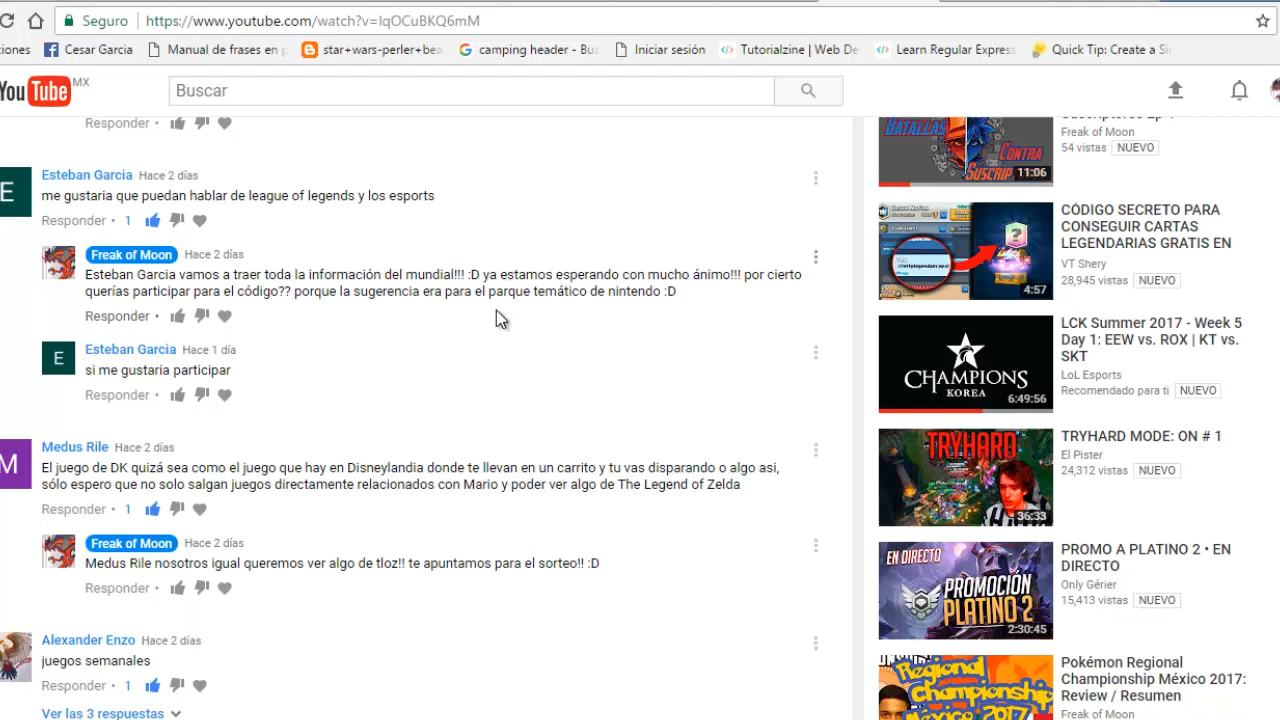 Seguro https://www.youtube.com/watch?v=IqOCuBKQ6mM
iones Cesar Garcia Manual de frases en p star+wars-perler+bea camping header - Bus Iniciar sesión Tutorialzine | Web De Learn Regular Express Quick Tip: Create a Sin
You Tube MX Buscar
Responder •
Esteban Garcia Hace 2 días
me gustaria que puedan hablar de league of legends y los esports
Responder • 1
Freak of Moon Hace 2 días
Esteban Garcia vamos a traer toda la información del mundial!!! :D ya estamos esperando con mucho ánimo!!! por cierto
querías participar para el código?? porque la sugerencia era para el parque temático de nintendo :D
Responder •
E Esteban Garcia Hace 1 día
si me gustaria participar
Responder •
Medus Rile Hace 2 días
El juego de DK quizá sea como el juego que hay en Disneylandia donde te llevan en un carrito y tu vas disparando o algo asi,
sólo espero que no solo salgan juegos directamente relacionados con Mario y poder ver algo de The Legend of Zelda
Responder • 1
Freak of Moon Hace 2 días
Medus Rile nosotros igual queremos ver algo de tloz!! te apuntamos para el sorteo!! :D
Responder •
Alexander Enzo Hace 2 días
juegos semanales
Responder • 1
Ver las 3 respuestas
BATALLAS
CONTRA
SUSCRIP
11:06
Freak of Moon
54 vistas NUEVO
4:57
CÓDIGO SECRETO PARA
CONSEGUIR CARTAS
LEGENDARIAS GRATIS EN
VT Shery
28,945 vistas NUEVO
CHAMPIONS
KOREA
6:49:56
LCK Summer 2017 - Week 5
Day 1: EEW vs. ROX | KT vs.
SKT
LoL Esports
Recomendado para ti NUEVO
TRYHARD
36:33
TRYHARD MODE: ON # 1
El Pister
24,312 vistas NUEVO
EN DIRECTO
PROMOCIÓN
PLATINO 2
2:30:45
PROMO A PLATINO 2 • EN
DIRECTO
Only Gérier
15,413 vistas NUEVO
Regional
Championship
México 2017
Pokémon Regional
Championship México 2017:
Review / Resumen
Freak of Moon